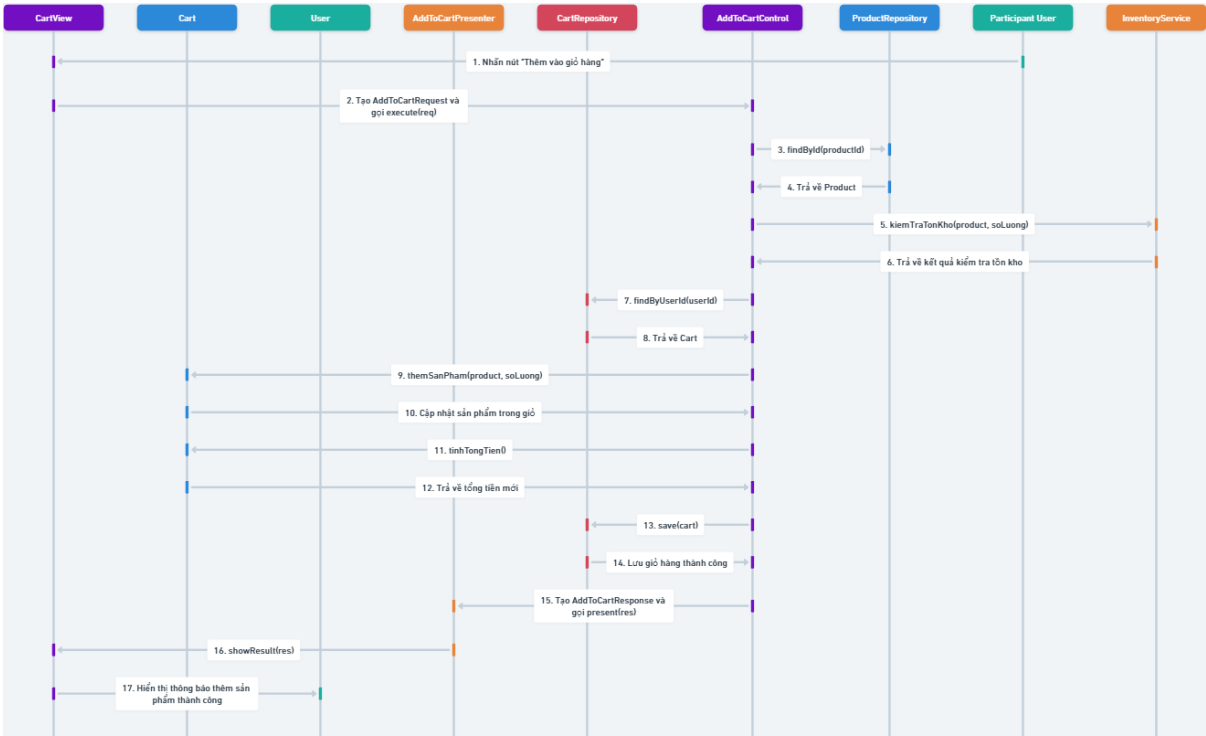 CartView
Cart
User
AddToCartPresenter
CartRepository
AddToCartControl
ProductRepository
Participant User
InventoryService
1. Nhấn nút "Thêm vào giỏ hàng"
2. Tạo AddToCartRequest và
gọi execute(req)
3. findById(productId)
4. Trả về Product
5. kiemTraTonKho(product, soLuong)
6. Trả về kết quả kiểm tra tồn kho
7. findByUserId(userId)
8. Trả về Cart
9. themSanPham(product, soLuong)
10. Cập nhật sản phẩm trong giỏ
11. tinhTongTien()
12. Trả về tổng tiền mới
13. save(cart)
14. Lưu giỏ hàng thành công
15. Tạo AddToCartResponse và
gọi present(res)
16. showResult(res)
17. Hiển thị thông báo thêm sản
phẩm thành công